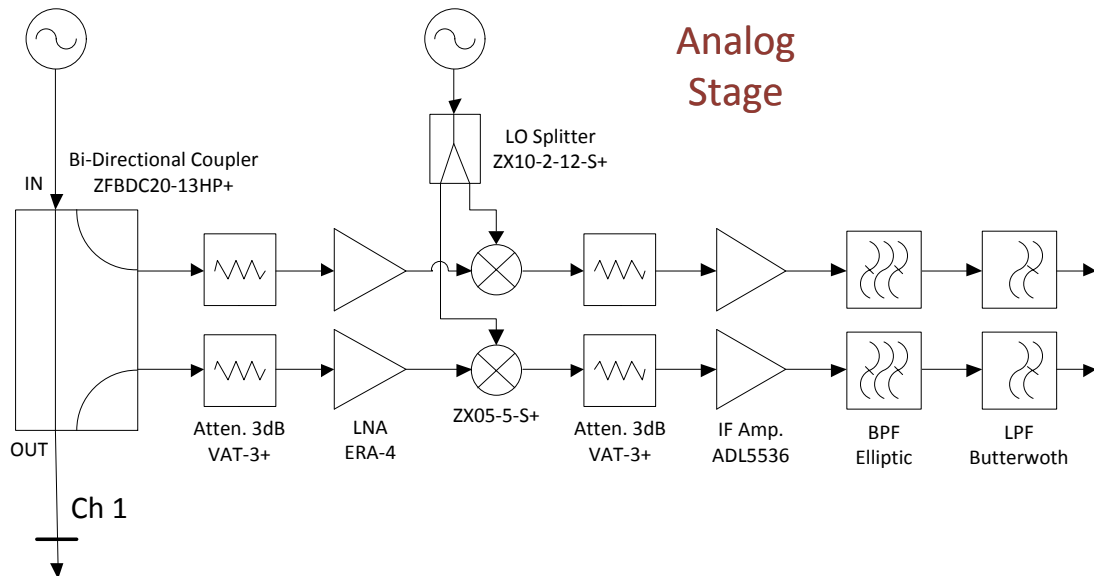 Analog
Stage
LO Splitter
ZX10-2-12-S+
Bi-Directional Coupler
ZFBDC20-13HP+
IN
OUT
Atten. 3dB
VAT-3+
LNA
ERA-4
ZX05-5-S+
Atten. 3dB
VAT-3+
IF Amp.
ADL5536
BPF
Elliptic
LPF
Butterwoth
Ch 1